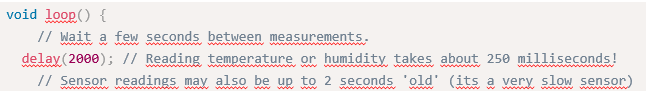 void loop() {
// Wait a few seconds between measurements.
delay(2000); // Reading temperature or humidity takes about 250 milliseconds!
// Sensor readings may also be up to 2 seconds 'old' (its a very slow sensor)